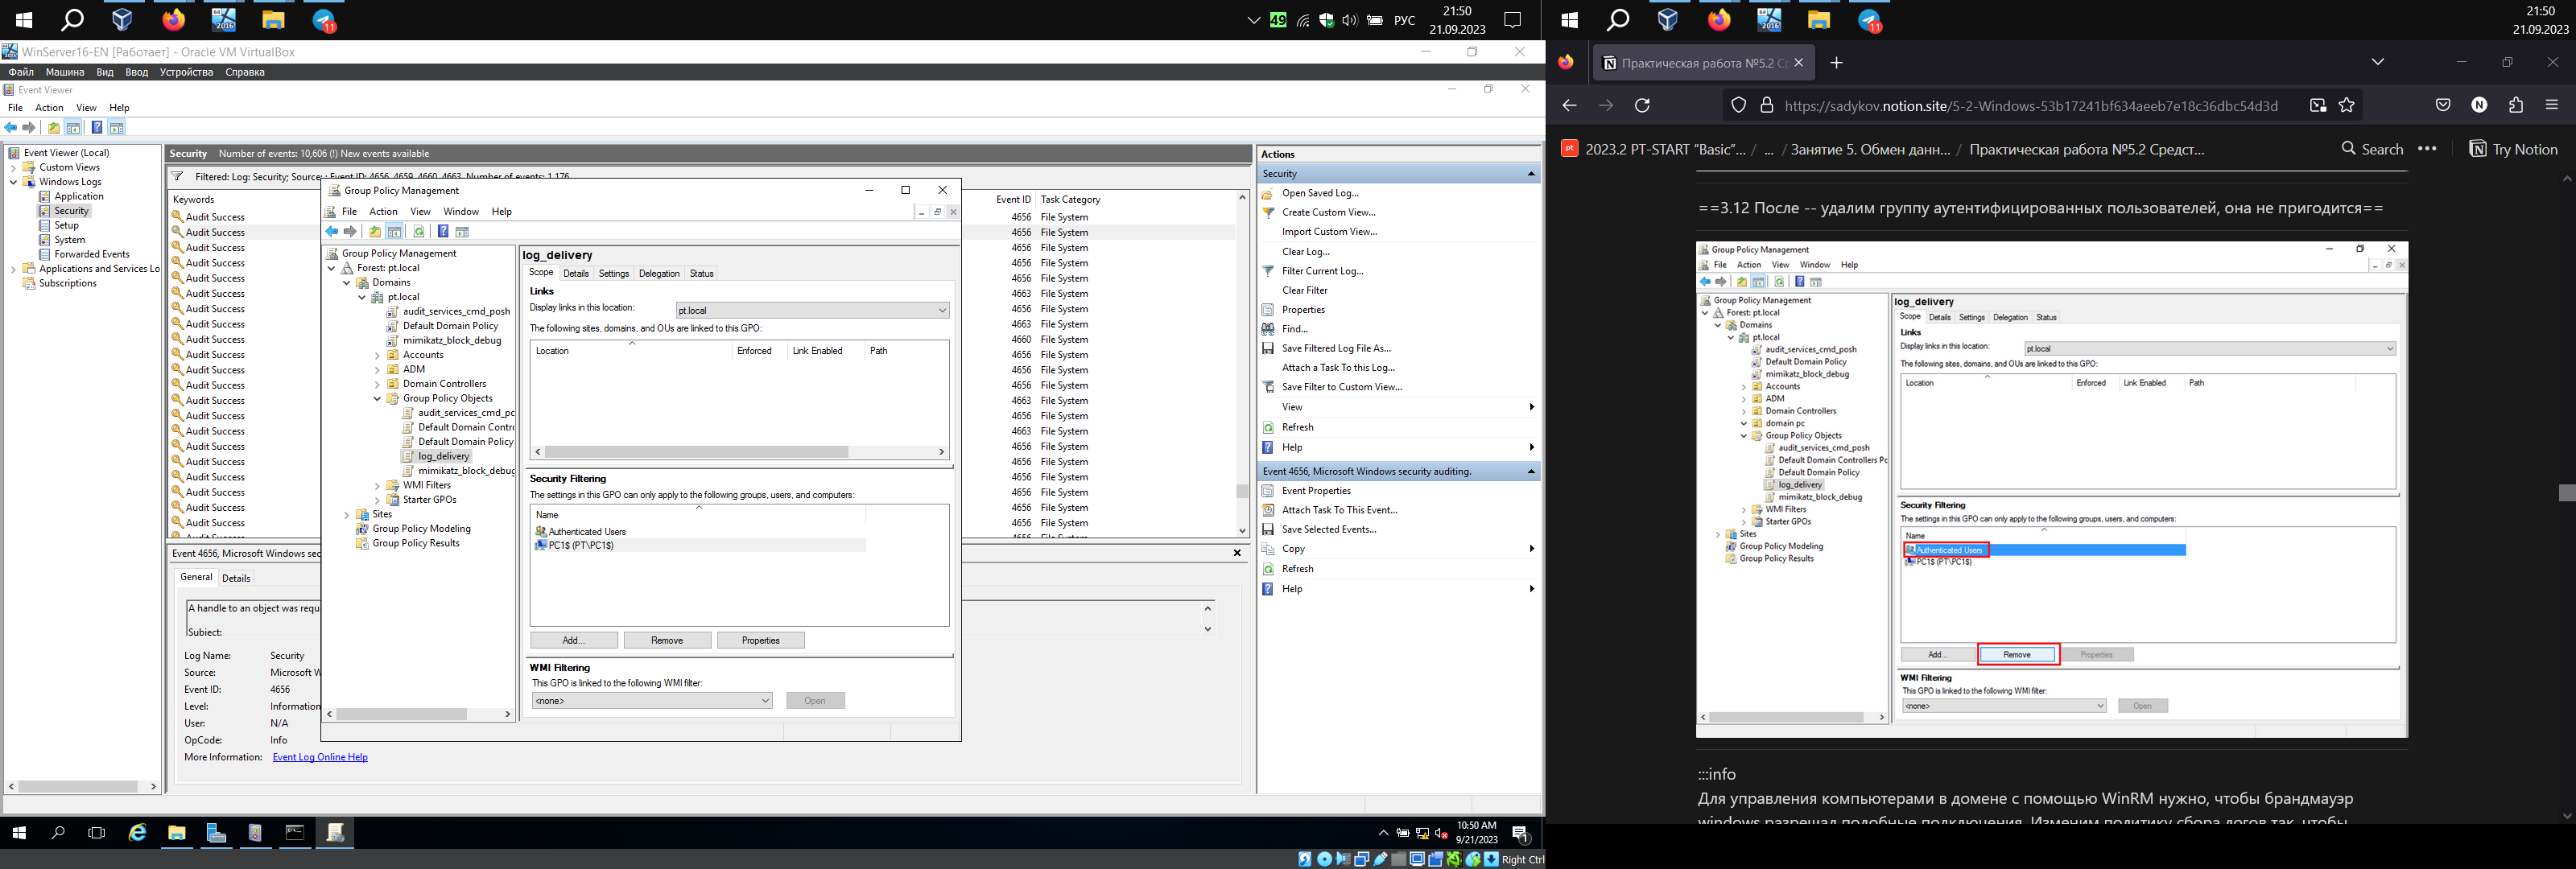 11
49
РУС
21:50
21.09.2023
WinServer16-EN [Работает] - Oracle VM VirtualBox
Файл Машина Вид Ввод Устройства Справка
Event Viewer
File Action View Help
Event Viewer (Local)
Custom Views
Windows Logs
Application
Security
Setup
System
Forwarded Events
Applications and Services Lo
Subscriptions
Security Number of events: 10,606 (!) New events available
Filtered: Log: Security; Source: ; Event ID: 4656, 4659, 4660, 4663. Number of events: 1,176
Keywords
Event ID Task Category
Audit Success
4656 File System
Audit Success
4656 File System
Audit Success
4656 File System
Audit Success
4656 File System
Audit Success
4656 File System
Audit Success
4663 File System
Audit Success
4656 File System
Audit Success
4663 File System
Audit Success
4660 File System
Audit Success
4656 File System
Audit Success
4656 File System
Audit Success
4656 File System
Audit Success
4663 File System
Audit Success
4656 File System
Audit Success
4663 File System
Audit Success
4656 File System
Audit Success
4656 File System
Audit Success
4656 File System
Audit Success
4656 File System
Audit Success
4656 File System
Audit Success
4656 File System
Event 4656, Microsoft Windows sec
General Details
A handle to an object was requ
Subject:
Log Name: Security
Source: Microsoft W
Event ID: 4656
Level: Information
User: N/A
OpCode: Info
More Information: Event Log Online Help
Group Policy Management
File Action View Window Help
Group Policy Management
Forest: pt.local
Domains
pt.local
audit_services_cmd_posh
Default Domain Policy
mimikatz_block_debug
Accounts
ADM
Domain Controllers
Group Policy Objects
audit_services_cmd_pc
Default Domain Contro
Default Domain Policy
log_delivery
mimikatz_block_debug
WMI Filters
Starter GPOs
Sites
Group Policy Modeling
Group Policy Results
log_delivery
Scope Details Settings Delegation Status
Links
Display links in this location: pt.local
The following sites, domains, and OUs are linked to this GPO:
Location Enforced Link Enabled Path
Security Filtering
The settings in this GPO can only apply to the following groups, users, and computers:
Name
Authenticated Users
PC1$ (PT\PC1$)
Add... Remove Properties
WMI Filtering
This GPO is linked to the following WMI filter:
<none> Open
Actions
Security
Open Saved Log...
Create Custom View...
Import Custom View...
Clear Log...
Filter Current Log...
Clear Filter
Properties
Find...
Save Filtered Log File As...
Attach a Task To this Log...
Save Filter to Custom View...
View
Refresh
Help
Event 4656, Microsoft Windows security auditing.
Event Properties
Attach Task To This Event...
Save Selected Events...
Copy
Refresh
Help
10:50 AM
9/21/2023
1
Right Ctrl
11
21:50
21.09.2023
Практическая работа №5.2 Ср
https://sadykov.notion.site/5-2-Windows-53b17241bf634aeeb7e18c36dbc54d3d
pt 2023.2 PT-START “Basic”... / ... / Занятие 5. Обмен данн... / Практическая работа №5.2 Средст...
Search Try Notion
==3.12 После -- удалим группу аутентифицированных пользователей, она не пригодится==
Group Policy Management
File Action View Window Help
Group Policy Management
Forest: pt.local
Domains
pt.local
audit_services_cmd_posh
Default Domain Policy
mimikatz_block_debug
Accounts
ADM
Domain Controllers
domain pc
Group Policy Objects
audit_services_cmd_posh
Default Domain Controllers Pc
Default Domain Policy
log_delivery
mimikatz_block_debug
WMI Filters
Starter GPOs
Sites
Group Policy Modeling
Group Policy Results
log_delivery
Scope Details Settings Delegation Status
Links
Display links in this location: pt.local
The following sites, domains, and OUs are linked to this GPO:
Location Enforced Link Enabled Path
Security Filtering
The settings in this GPO can only apply to the following groups, users, and computers:
Name
Authenticated Users
PC1$ (PT\PC1$)
Add... Remove Properties
WMI Filtering
This GPO is linked to the following WMI filter:
<none> Open
:::info
Для управления компьютерами в домене с помощью WinRM нужно, чтобы брандмауэр
windows разрешал подобные подключения. Изменим политику сбора логов так, чтобы